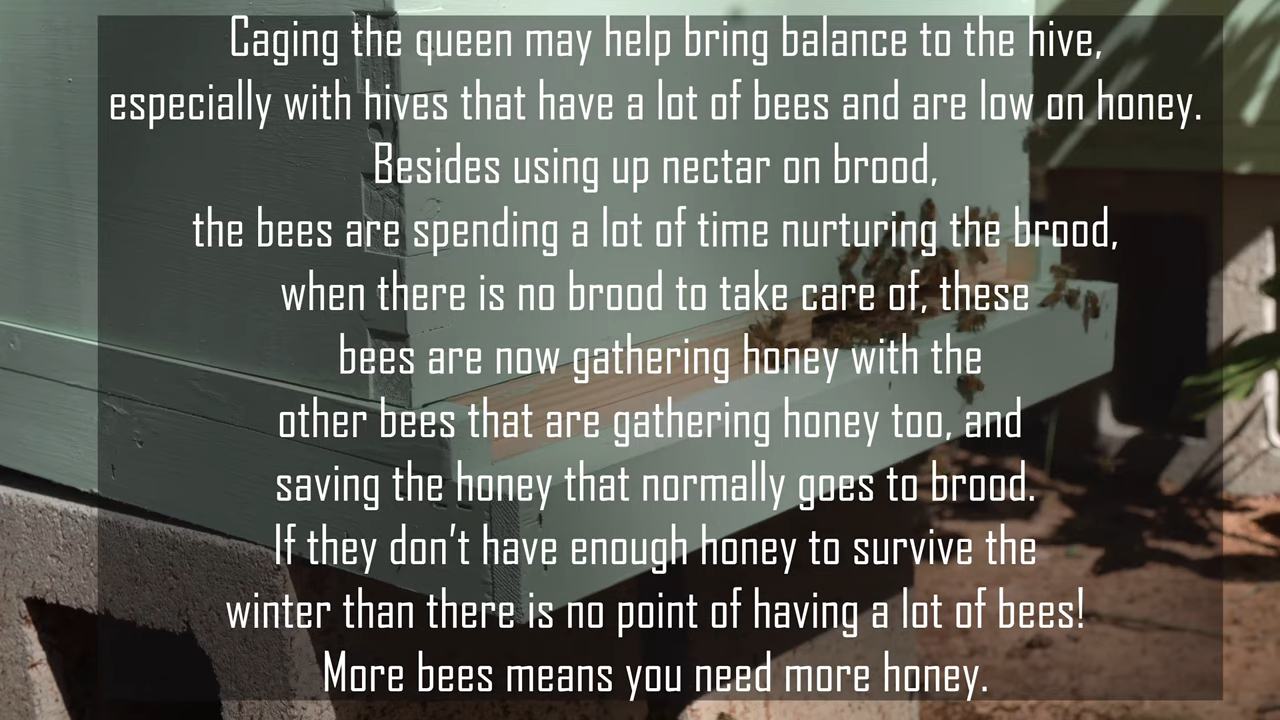 Caging the queen may help bring balance to the hive,
especially with hives that have a lot of bees and are low on honey.
Besides using up nectar on brood,
the bees are spending a lot of time nurturing the brood,
when there is no brood to take care of, these
bees are now gathering honey with the
other bees that are gathering honey too, and
saving the honey that normally goes to brood.
If they don't have enough honey to survive the
winter than there is no point of having a lot of bees!
More bees means you need more honey.